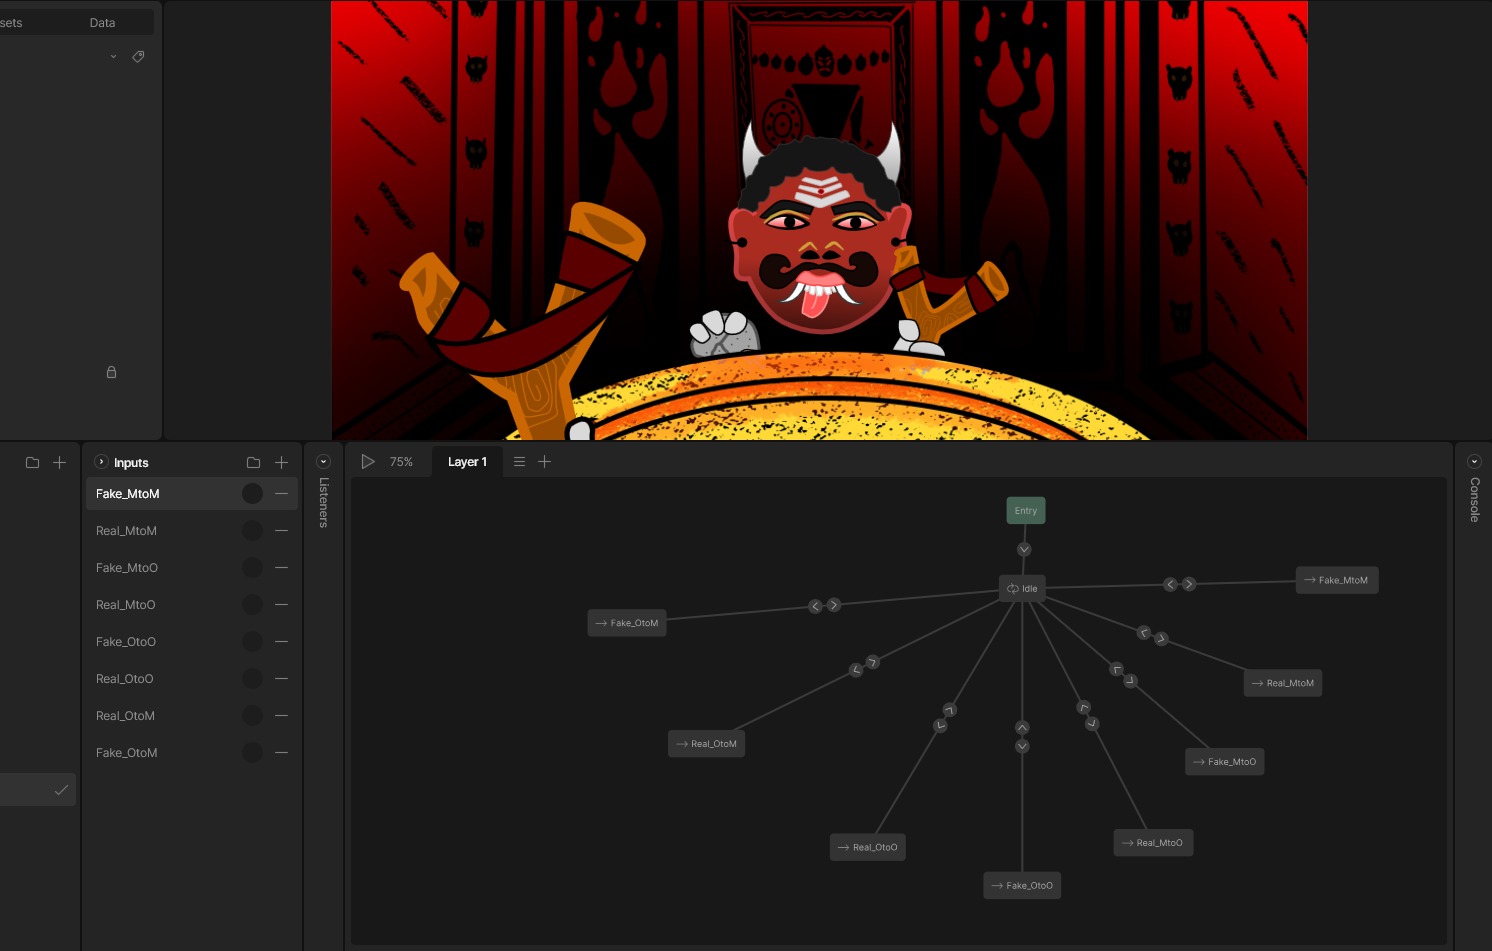 sets
Data
Inputs
Fake_MtoM
Real_MtoM
Fake_MtoO
Real_MtoO
Fake_OtoO
Real_OtoO
Real_OtoM
Fake_OtoM
Listeners
75%
Layer 1
Console
Entry
Idle
Fake_MtoM
Fake_OtoM
Real_MtoM
Real_OtoM
Fake_MtoO
Real_OtoO
Real_MtoO
Fake_OtoO